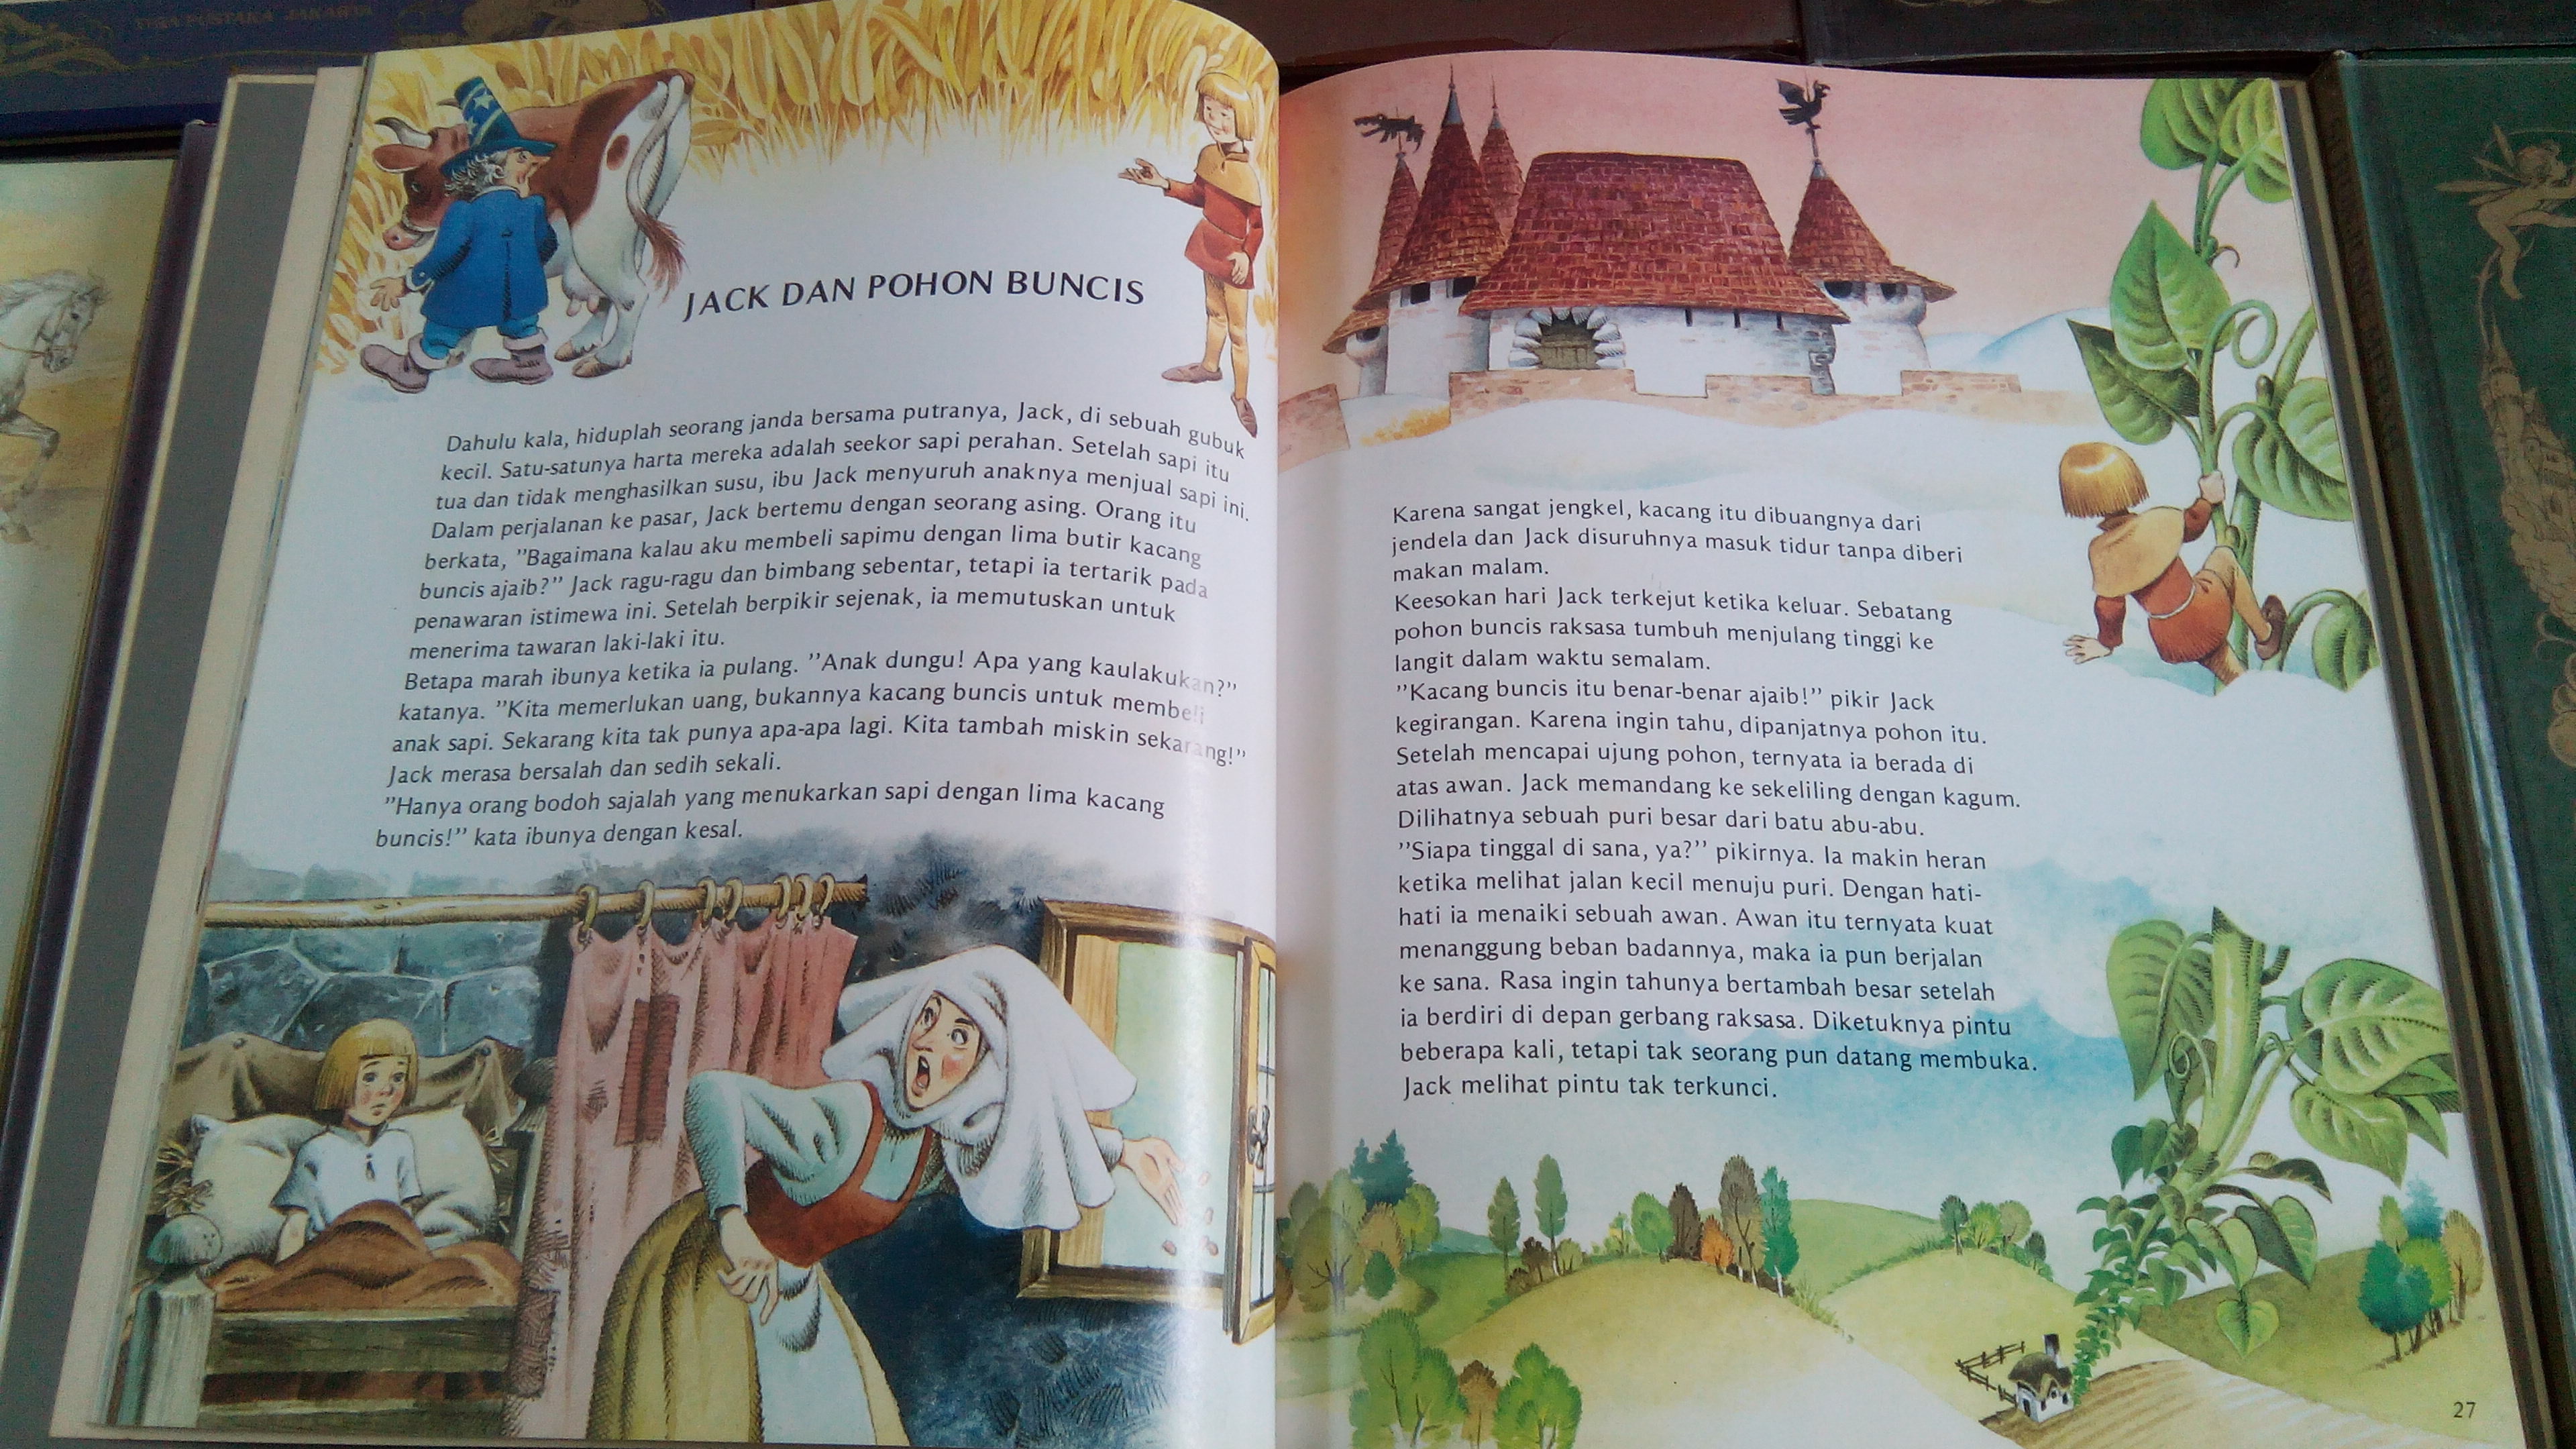 TIRA PUSTAKA JAKARTA
JACK DAN POHON BUNCIS
Dahulu kala, hiduplah seorang janda bersama putranya, Jack, di sebuah gubuk
kecil. Satu-satunya harta mereka adalah seekor sapi perahan. Setelah sapi itu
tua dan tidak menghasilkan susu, ibu Jack menyuruh anaknya menjual sapi ini.
Dalam perjalanan ke pasar, Jack bertemu dengan seorang asing. Orang itu
berkata, ”Bagaimana kalau aku membeli sapimu dengan lima butir kacang
buncis ajaib?” Jack ragu-ragu dan bimbang sebentar, tetapi ia tertarik pada
penawaran istimewa ini. Setelah berpikir sejenak, ia memutuskan untuk
menerima tawaran laki-laki itu.
Betapa marah ibunya ketika ia pulang. ”Anak dungu! Apa yang kaulakukan?”
katanya. ”Kita memerlukan uang, bukannya kacang buncis untuk membeli
anak sapi. Sekarang kita tak punya apa-apa lagi. Kita tambah miskin sekarang!”
Jack merasa bersalah dan sedih sekali.
”Hanya orang bodoh sajalah yang menukarkan sapi dengan lima kacang
buncis!” kata ibunya dengan kesal.
Karena sangat jengkel, kacang itu dibuangnya dari
jendela dan Jack disuruhnya masuk tidur tanpa diberi
makan malam.
Keesokan hari Jack terkejut ketika keluar. Sebatang
pohon buncis raksasa tumbuh menjulang tinggi ke
langit dalam waktu semalam.
”Kacang buncis itu benar-benar ajaib!” pikir Jack
kegirangan. Karena ingin tahu, dipanjatnya pohon itu.
Setelah mencapai ujung pohon, ternyata ia berada di
atas awan. Jack memandang ke sekeliling dengan kagum.
Dilihatnya sebuah puri besar dari batu abu-abu.
”Siapa tinggal di sana, ya?” pikirnya. Ia makin heran
ketika melihat jalan kecil menuju puri. Dengan hati-
hati ia menaiki sebuah awan. Awan itu ternyata kuat
menanggung beban badannya, maka ia pun berjalan
ke sana. Rasa ingin tahunya bertambah besar setelah
ia berdiri di depan gerbang raksasa. Diketuknya pintu
beberapa kali, tetapi tak seorang pun datang membuka.
Jack melihat pintu tak terkunci.
27